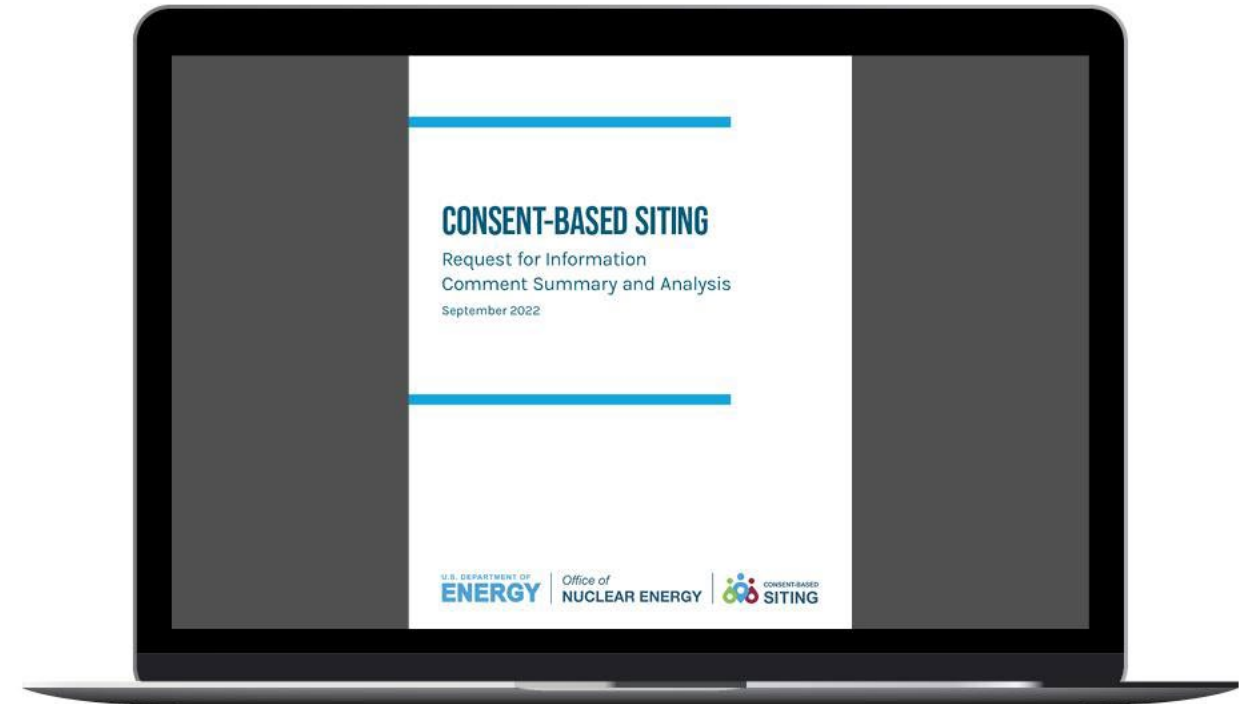 CONSENT-BASED SITING
Request for Information
Comment Summary and Analysis
September 2022
U.S. DEPARTMENT OF
ENERGY
Office of
NUCLEAR ENERGY
CONSENT-BASED
SITING